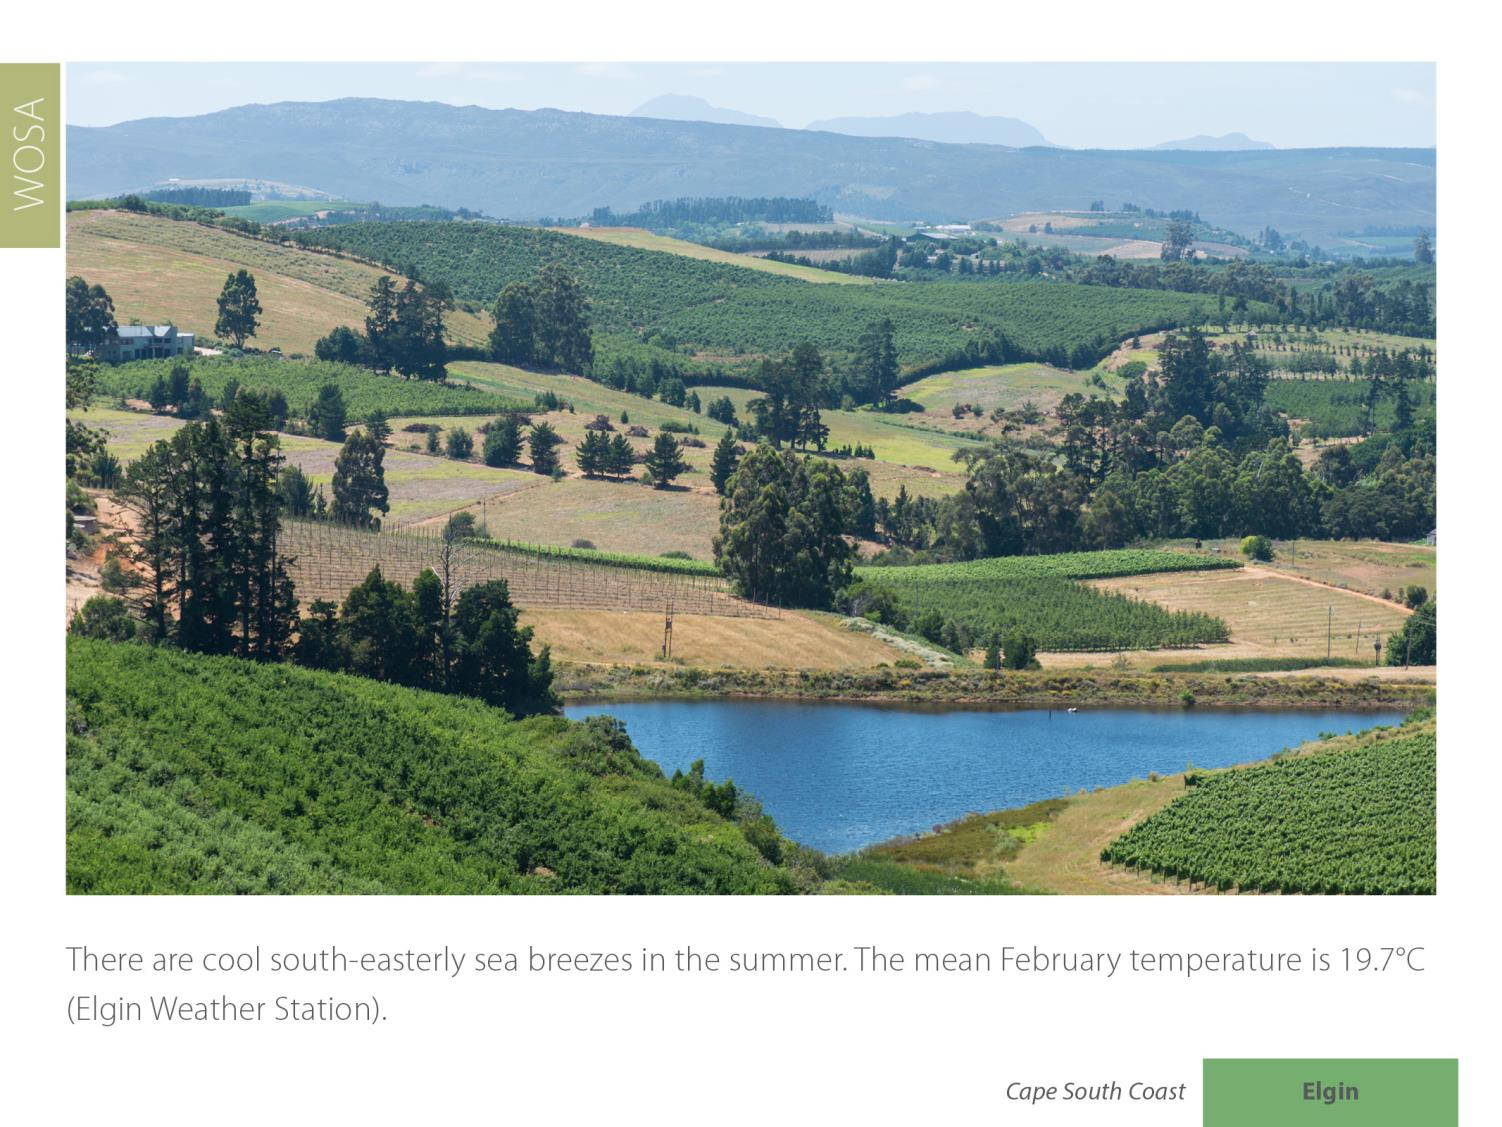 WOSA
There are cool south-easterly sea breezes in the summer. The mean February temperature is 19.7°C
(Elgin Weather Station).
Cape South Coast
Elgin